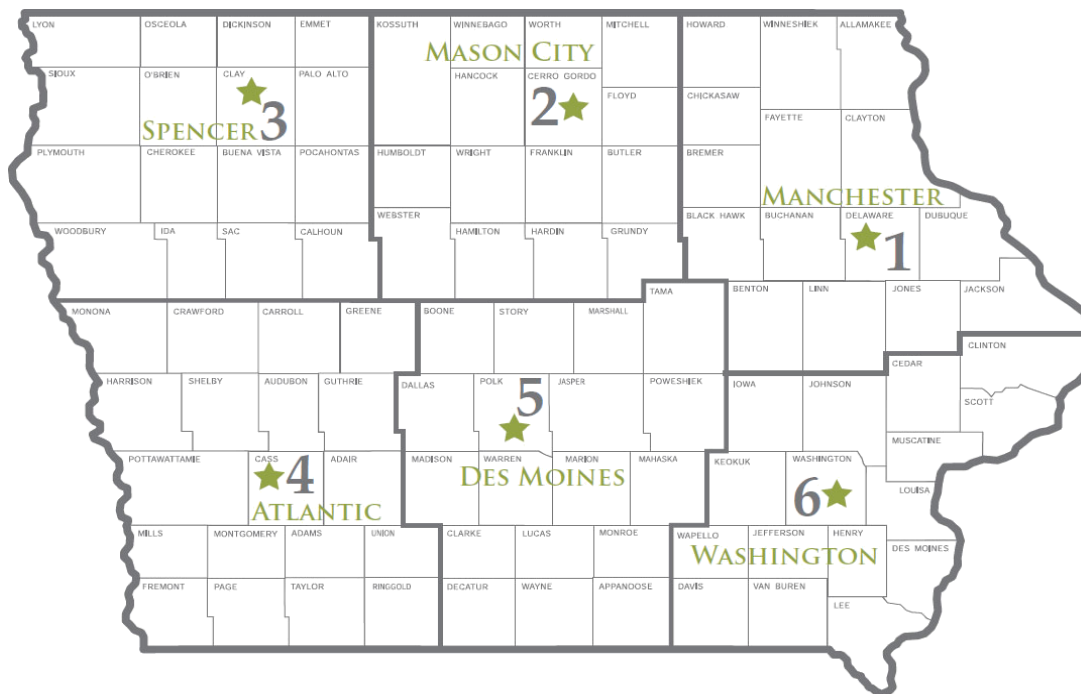 LYON OSCEOLA DICKINSON EMMET KOSSUTH WINNEBAGO WORTH MITCHELL HOWARD WINNESHIEK ALLAMAKEE
MASON CITY
SIOUX O'BRIEN CLAY PALO ALTO HANCOCK CERRO GORDO
2
FLOYD CHICKASAW
SPENCER 3
FAYETTE CLAYTON
PLYMOUTH CHEROKEE BUENA VISTA POCAHONTAS HUMBOLDT WRIGHT FRANKLIN BUTLER BREMER
MANCHESTER
WEBSTER BLACK HAWK BUCHANAN DELAWARE DUBUQUE
WOODBURY IDA SAC CALHOUN HAMILTON HARDIN GRUNDY
1
TAMA BENTON LINN JONES JACKSON
MONONA CRAWFORD CARROLL GREENE BOONE STORY MARSHALL
CLINTON
CEDAR
HARRISON SHELBY AUDUBON GUTHRIE DALLAS POLK JASPER POWESHIEK IOWA JOHNSON
5
SCOTT
MUSCATINE
POTTAWATTAMIE CASS ADAIR MADISON WARREN MARION MAHASKA KEOKUK WASHINGTON
4
DES MOINES
6
LOUISA
ATLANTIC
MILLS MONTGOMERY ADAMS UNION CLARKE LUCAS MONROE WAPELLO JEFFERSON HENRY
DES MOINES
WASHINGTON
FREMONT PAGE TAYLOR RINGGOLD DECATUR WAYNE APPANOOSE DAVIS VAN BUREN
LEE